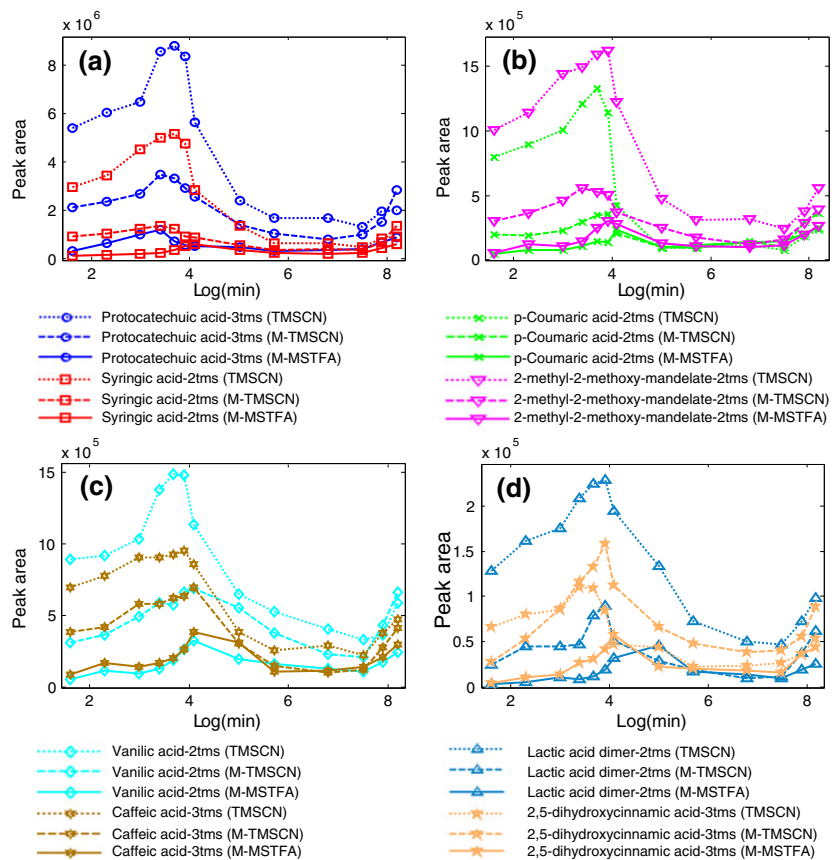 x 10^6
(a)
8
6
4
2
0
Peak area
2
4
6
8
Log(min)
Protocatechuic acid-3tms (TMSCN)
Protocatechuic acid-3tms (M-TMSCN)
Protocatechuic acid-3tms (M-MSTFA)
Syringic acid-2tms (TMSCN)
Syringic acid-2tms (M-TMSCN)
Syringic acid-2tms (M-MSTFA)
x 10^5
(b)
15
10
5
0
Peak area
2
4
6
8
Log(min)
p-Coumaric acid-2tms (TMSCN)
p-Coumaric acid-2tms (M-TMSCN)
p-Coumaric acid-2tms (M-MSTFA)
2-methyl-2-methoxy-mandelate-2tms (TMSCN)
2-methyl-2-methoxy-mandelate-2tms (M-TMSCN)
2-methyl-2-methoxy-mandelate-2tms (M-MSTFA)
x 10^5
(c)
15
10
5
0
Peak area
2
4
6
8
Log(min)
Vanilic acid-2tms (TMSCN)
Vanilic acid-2tms (M-TMSCN)
Vanilic acid-2tms (M-MSTFA)
Caffeic acid-3tms (TMSCN)
Caffeic acid-3tms (M-TMSCN)
Caffeic acid-3tms (M-MSTFA)
x 10^5
(d)
2
1.5
1
0.5
0
Peak area
2
4
6
8
Log(min)
Lactic acid dimer-2tms (TMSCN)
Lactic acid dimer-2tms (M-TMSCN)
Lactic acid dimer-2tms (M-MSTFA)
2,5-dihydroxycinnamic acid-3tms (TMSCN)
2,5-dihydroxycinnamic acid-3tms (M-TMSCN)
2,5-dihydroxycinnamic acid-3tms (M-MSTFA)